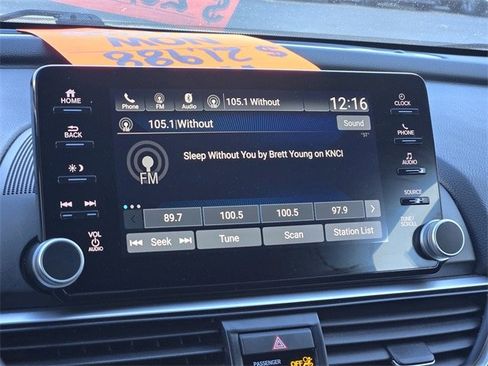 $21988
HOME
Phone
FM
Audio
105.1 Without
12:16
CLOCK
BACK
105.1|Without
Sound
PHONE
57°
Sleep Without You by Brett Young on KNCI
FM
AUDIO
SOURCE
89.7
100.5
100.5
97.9
VOL
AUDIO
Seek
Tune
Scan
Station List
TUNE/
SCROLL
PASSENGER
OFF